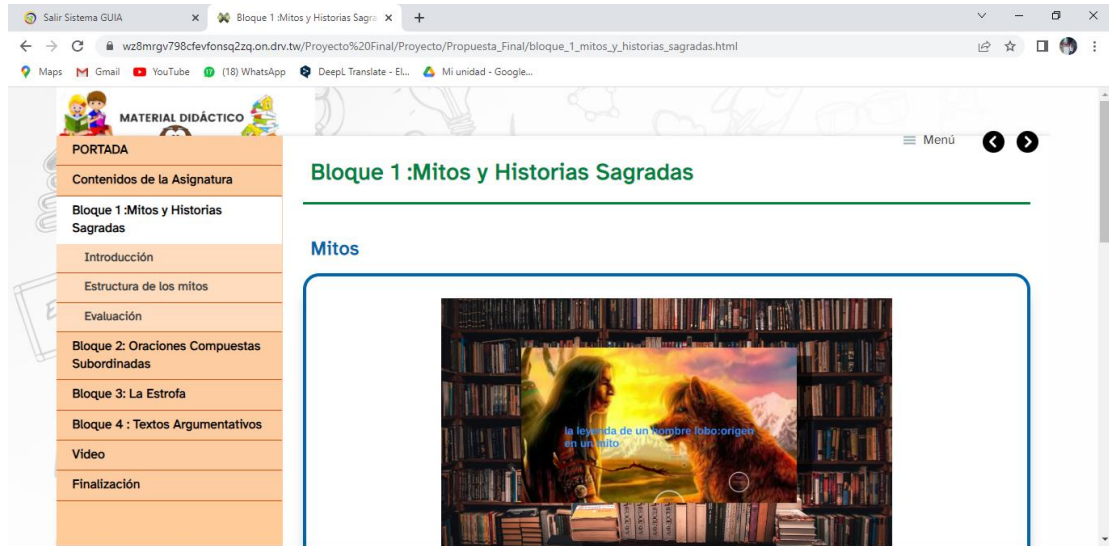 Salir Sistema GUIA
Bloque 1 :Mitos y Historias Sagra
wz8mrgv798cfevfonsq2zq.on.drv.tw/Proyecto%20Final/Proyecto/Propuesta_Final/bloque_1_mitos_y_historias_sagradas.html
Maps Gmail YouTube (18) WhatsApp DeepL Translate - El... Mi unidad - Google...
MATERIAL DIDÁCTICO
Menú
PORTADA
Contenidos de la Asignatura
Bloque 1 :Mitos y Historias
Sagradas
Introducción
Estructura de los mitos
Evaluación
Bloque 2: Oraciones Compuestas
Subordinadas
Bloque 3: La Estrofa
Bloque 4 : Textos Argumentativos
Video
Finalización
Bloque 1 :Mitos y Historias Sagradas
Mitos
la leyenda de un hombre lobo:origen
en un mito